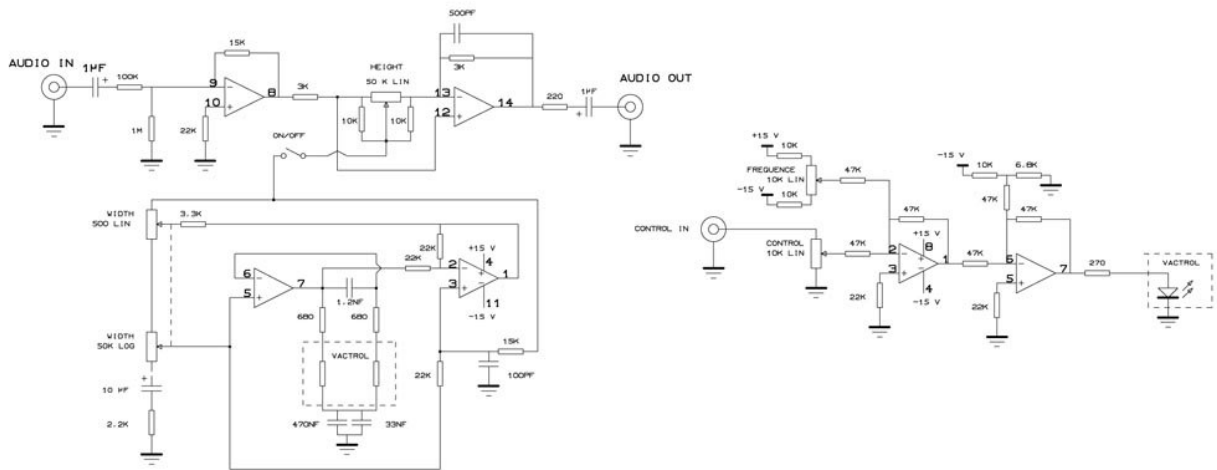 500PF
15K
3K
AUDIO IN
1µF
+
100K
9
-
10
+
8
3K
HEIGHT
50 K LIN
13
-
12
+
14
AUDIO OUT
220
1µF
+
1M
22K
10K
10K
ON/OFF
WIDTH
500 LIN
3.3K
22K
22K
+15 V
6
-
5
+
7
2
-
3
+
4
1
11
-15 V
1.2NF
680
680
VACTROL
WIDTH
50K LOG
+
10 µF
2.2K
470NF
33NF
22K
15K
100PF
+15 V
10K
FREQUENCE
10K LIN
-15 V
10K
47K
-15 V
10K
6.8K
47K
47K
47K
CONTROL IN
CONTROL
10K LIN
47K
+15 V
2
-
3
+
8
1
4
-15 V
22K
47K
6
-
5
+
7
22K
270
VACTROL